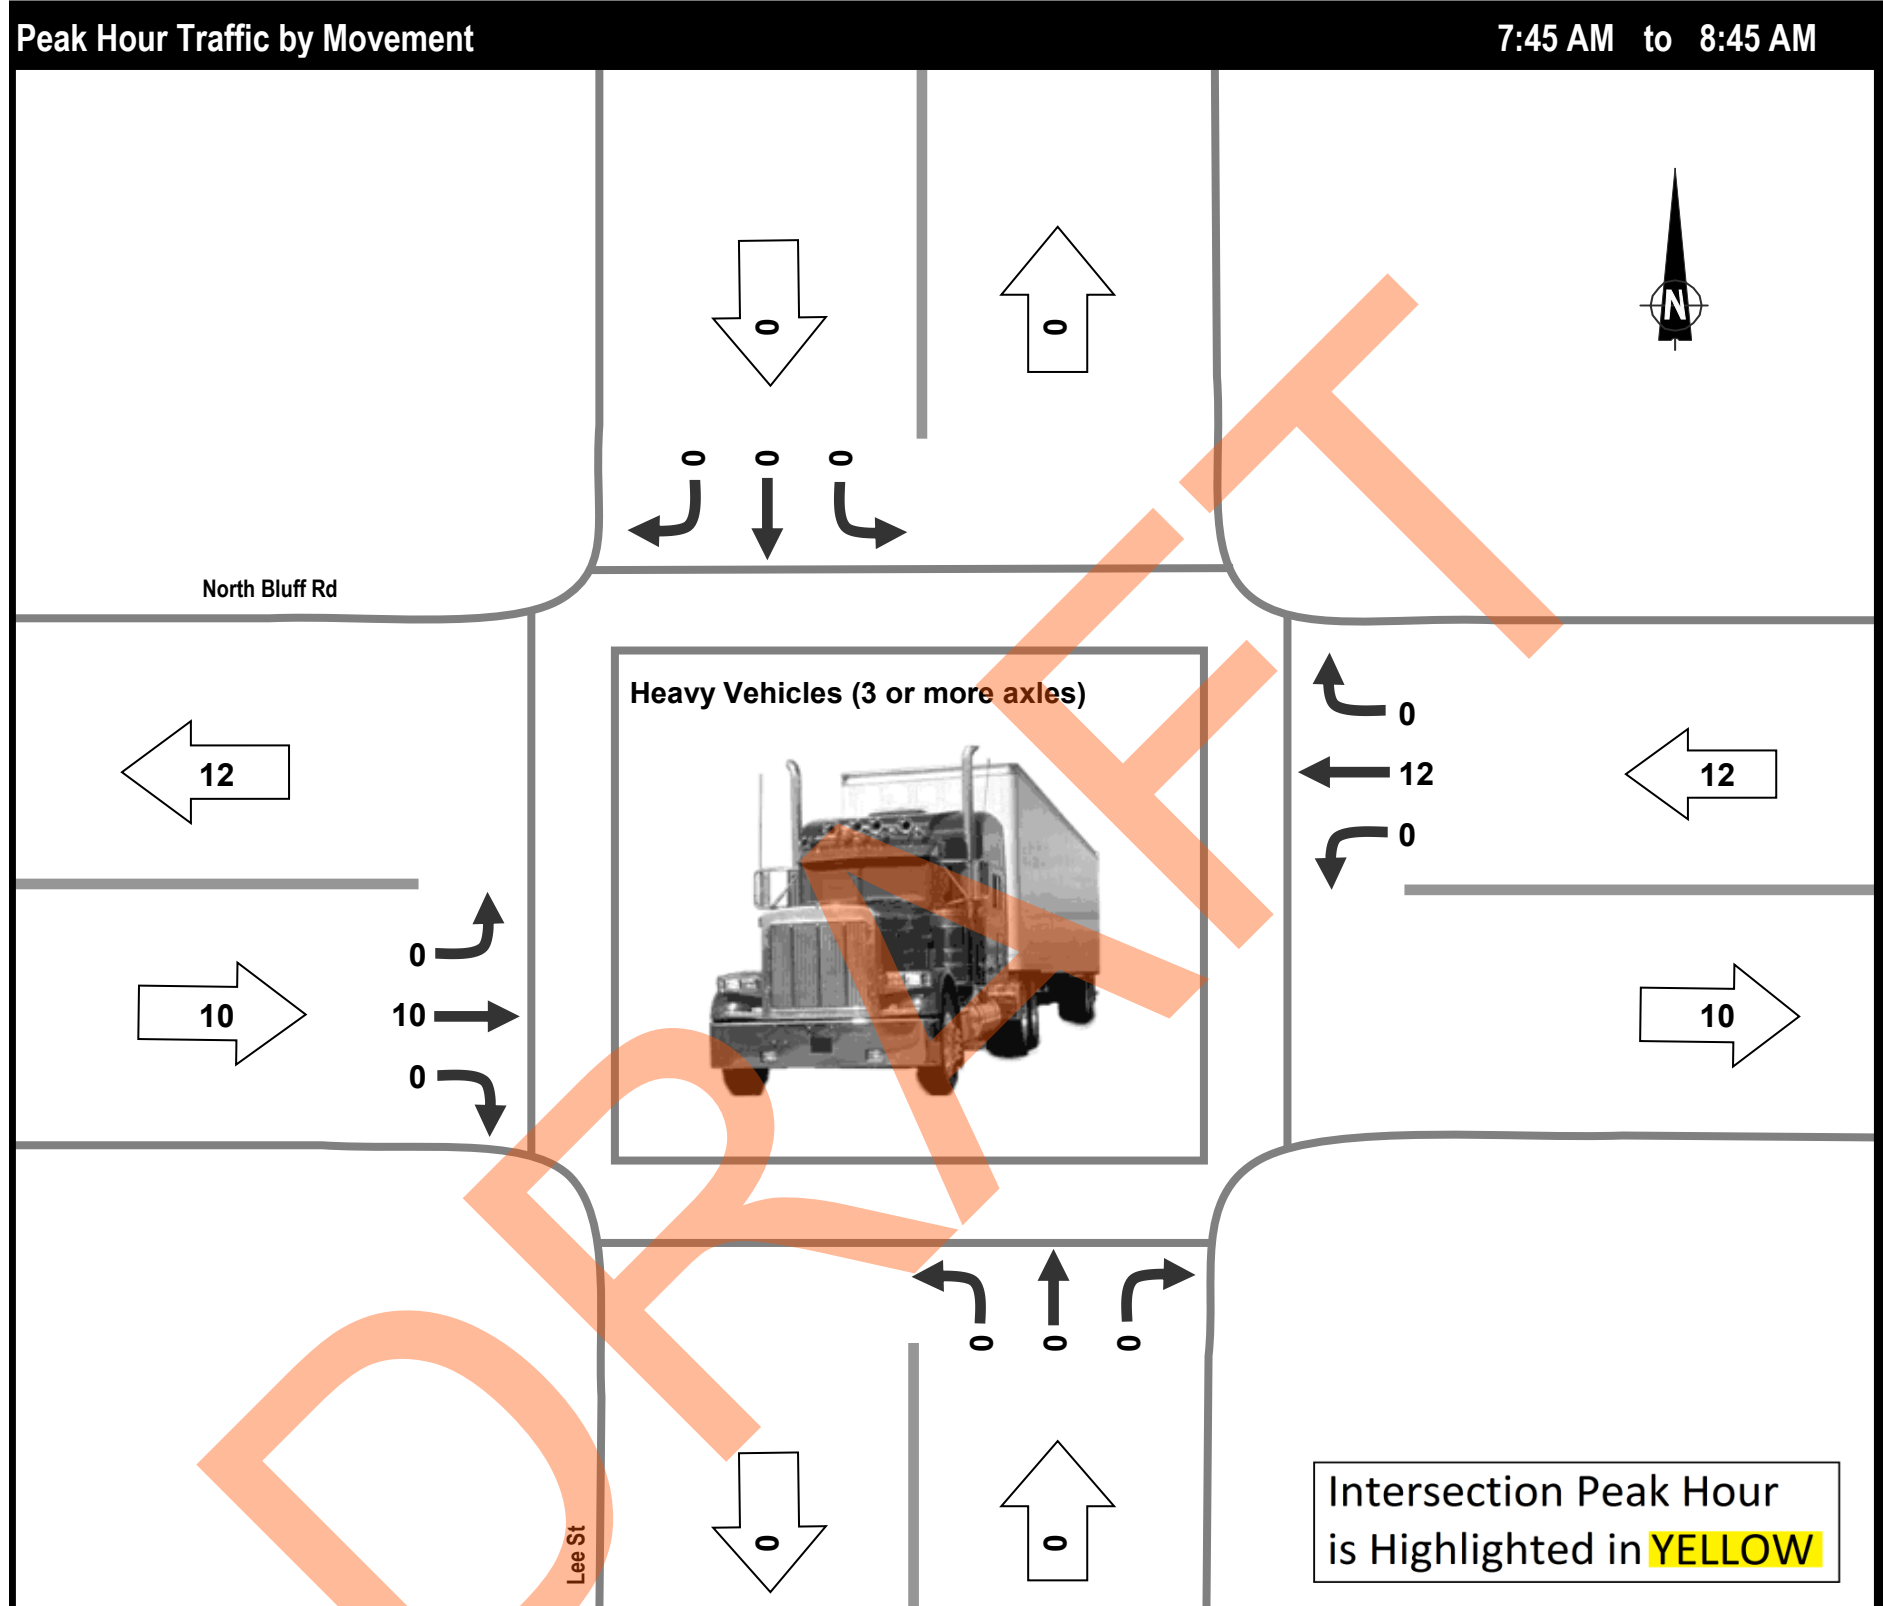 Peak Hour Traffic by Movement
7:45 AM to 8:45 AM
0
0
N
0 0 0
North Bluff Rd
Heavy Vehicles (3 or more axles)
0
12
12
12
0
0
10
10
10
0
0 0 0
Lee St
0
0
Intersection Peak Hour
is Highlighted in YELLOW
DRAFT